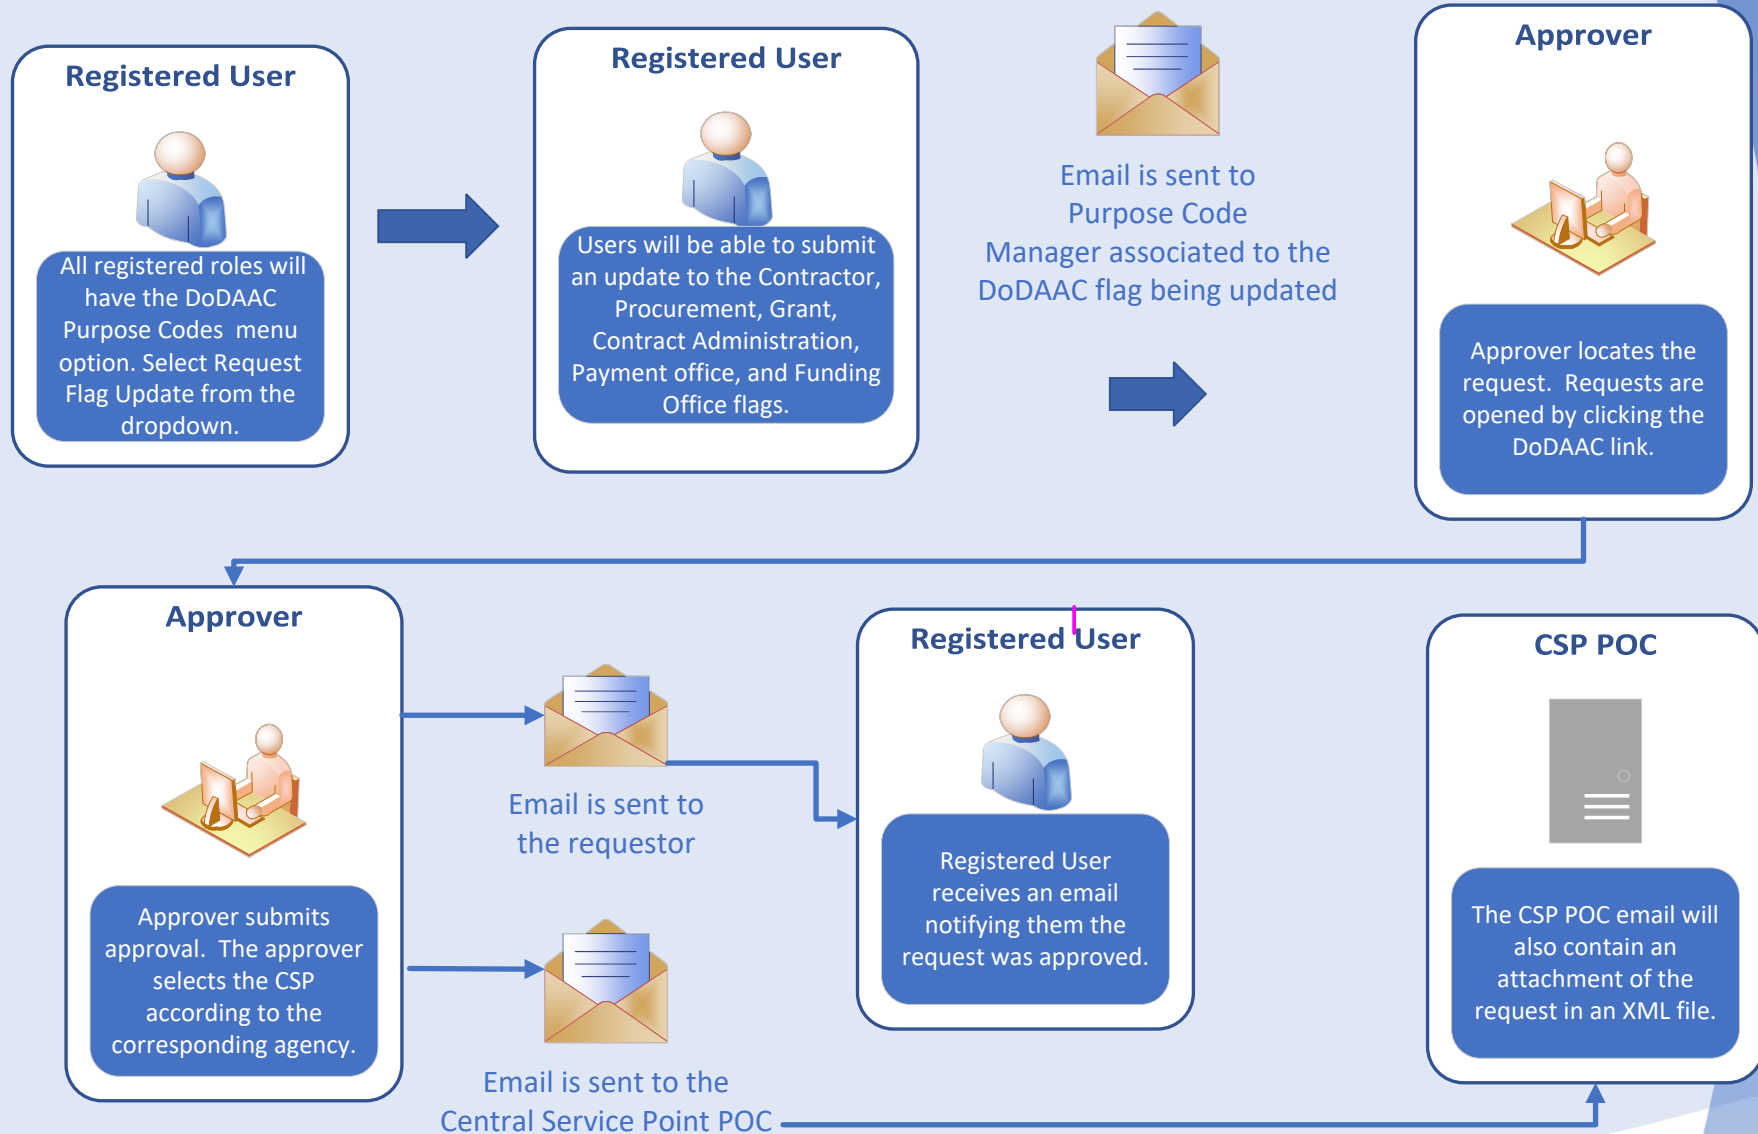 Registered User
All registered roles will
have the DoDAAC
Purpose Codes menu
option. Select Request
Flag Update from the
dropdown.
Registered User
Users will be able to submit
an update to the Contractor,
Procurement, Grant,
Contract Administration,
Payment office, and Funding
Office flags.
Email is sent to
Purpose Code
Manager associated to the
DoDAAC flag being updated
Approver
Approver locates the
request. Requests are
opened by clicking the
DoDAAC link.
Approver
Approver submits
approval. The approver
selects the CSP
according to the
corresponding agency.
Email is sent to
the requestor
Email is sent to the
Central Service Point POC
Registered User
Registered User
receives an email
notifying them the
request was approved.
CSP POC
The CSP POC email will
also contain an
attachment of the
request in an XML file.